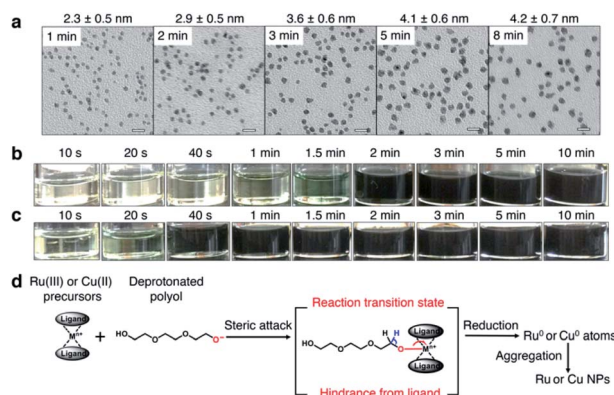 a
2.3 ± 0.5 nm 2.9 ± 0.5 nm 3.6 ± 0.6 nm 4.1 ± 0.6 nm 4.2 ± 0.7 nm
1 min 2 min 3 min 5 min 8 min
b
10 s 20 s 40 s 1 min 1.5 min 2 min 3 min 5 min 10 min
c
10 s 20 s 40 s 1 min 1.5 min 2 min 3 min 5 min 10 min
d
Ru(III) or Cu(II)
precursors
Deprotonated
polyol
Ligand
Mⁿ⁺
Ligand
+
HO O O O⁻
Steric attack
Reaction transition state
HO O O O H H
Ligand
Mⁿ⁺
Ligand
Hindrance from ligand
Reduction
Ru⁰ or Cu⁰ atoms
Aggregation
Ru or Cu NPs